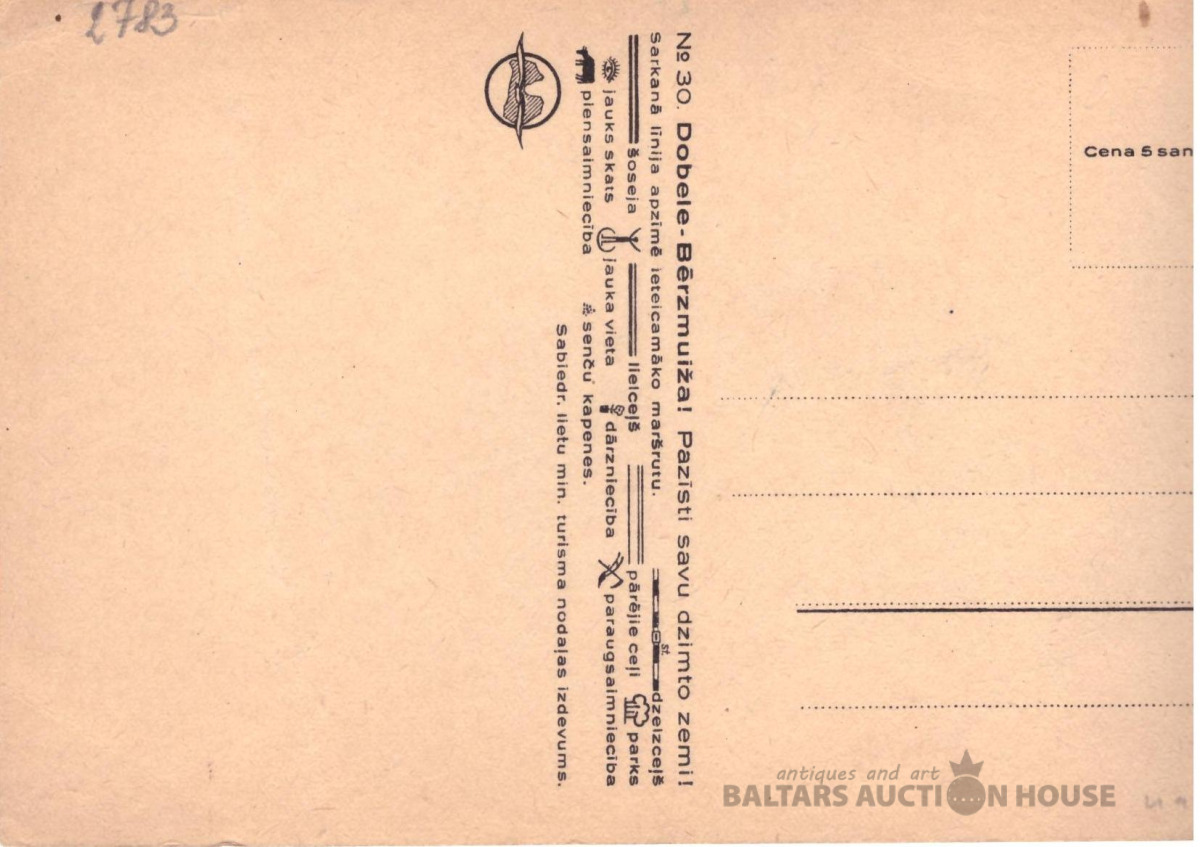 2783
№ 30. Dobele-Bērzmuiža! Pazīsti savu dzimto zemi!
Sarkanā līnija apzīmē ieteicamāko maršrutu. st. dzelzceļš
šoseja lielceļš pārējie ceļi parks
jauks skats jauka vieta dārzniecība paraugsaimniecība
piensaimniecība senču kapenes.
Sabiedr. lietu min. turisma nodaļas izdevums.
Cena 5 san
antiques and art
BALTARS AUCTION HOUSE